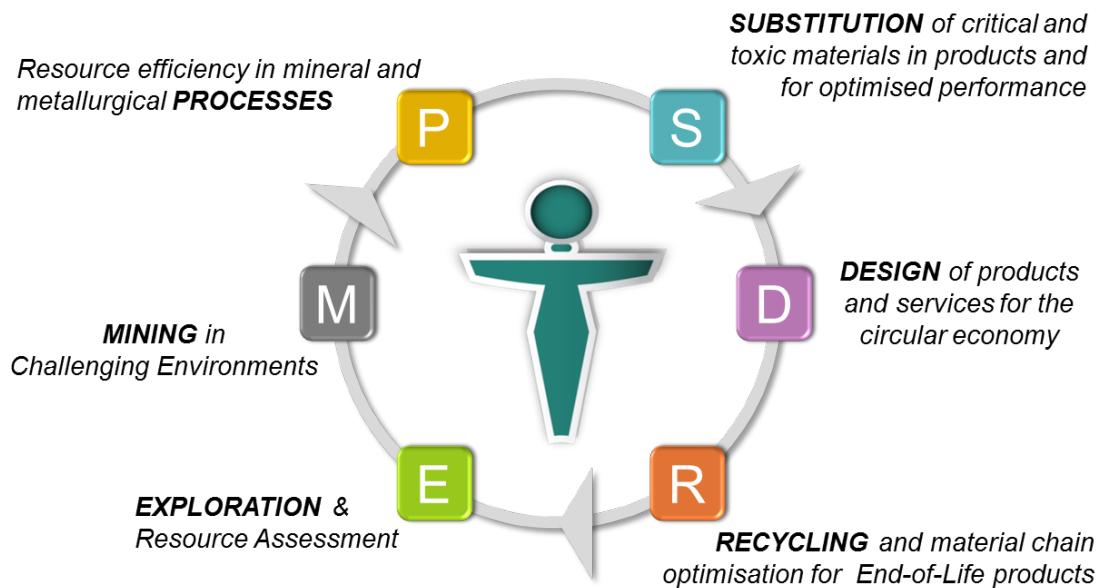 Resource efficiency in mineral and
metallurgical PROCESSES
P
SUBSTITUTION of critical and
toxic materials in products and
for optimised performance
S
DESIGN of products
and services for the
circular economy
D
RECYCLING and material chain
optimisation for End-of-Life products
R
EXPLORATION &
Resource Assessment
E
MINING in
Challenging Environments
M